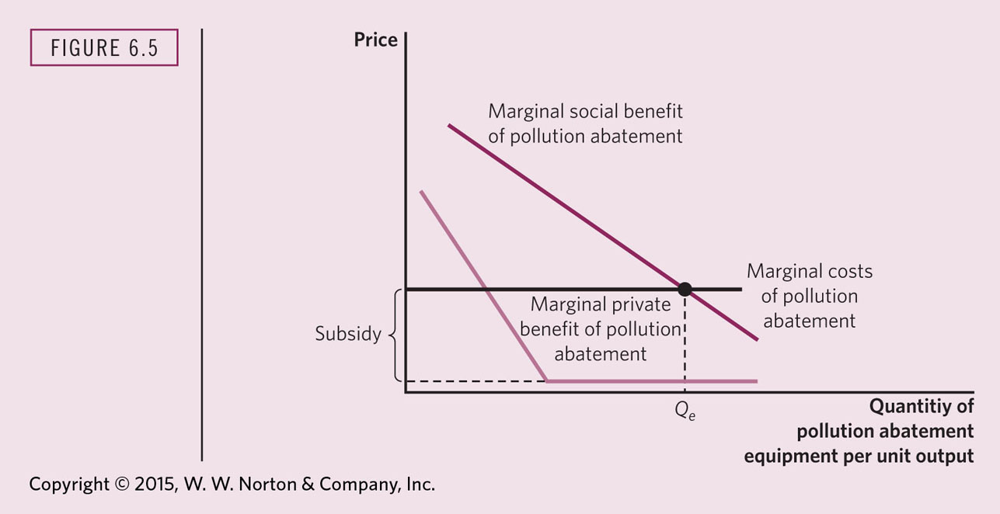 FIGURE 6.5
Price
Marginal social benefit
of pollution abatement
Marginal costs
of pollution
abatement
Marginal private
benefit of pollution
abatement
Subsidy
Qe
Quantitiy of
pollution abatement
equipment per unit output
Copyright © 2015, W. W. Norton & Company, Inc.